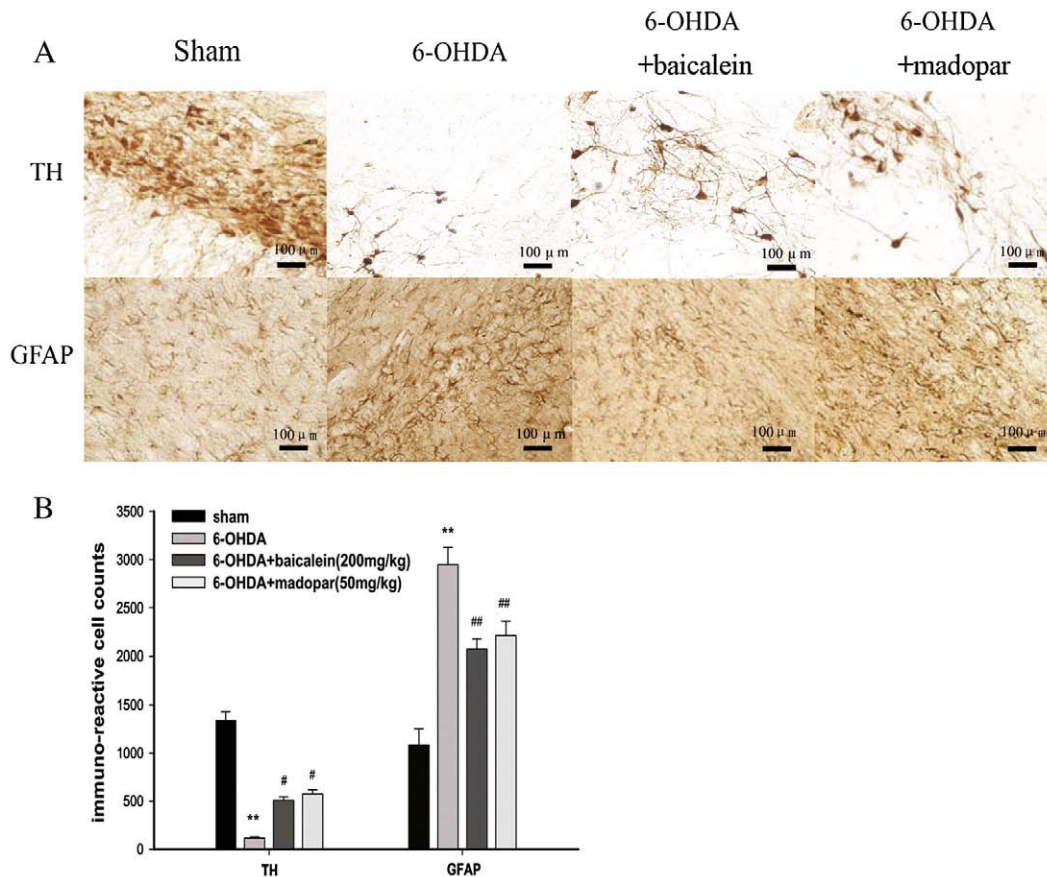 A
Sham
6-OHDA
6-OHDA
+baicalein
6-OHDA
+madopar
TH
100 μm
100 μm
100 μm
100 μm
GFAP
100 μm
100 μm
100 μm
100 μm
B
immuno-reactive cell counts
3500
3000
2500
2000
1500
1000
500
0
sham
6-OHDA
6-OHDA+baicalein(200mg/kg)
6-OHDA+madopar(50mg/kg)
**
#
#
**
##
##
TH
GFAP